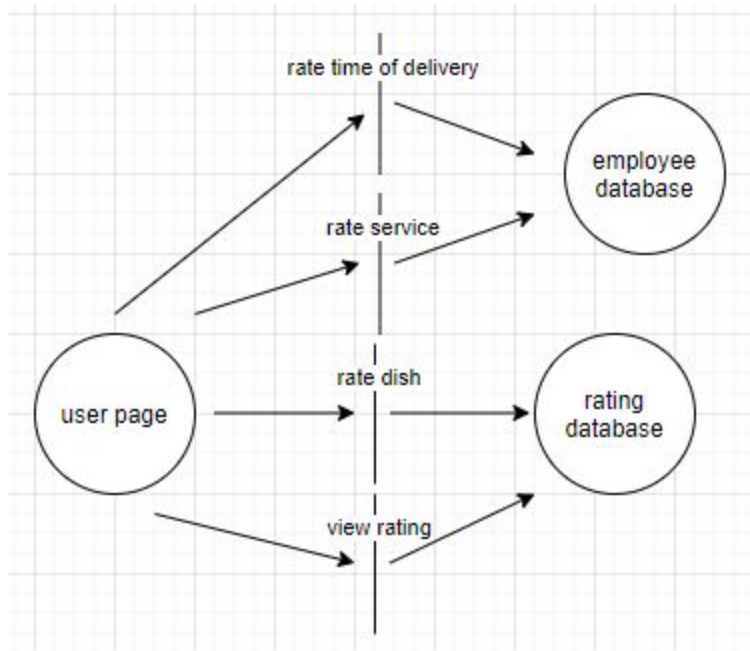 rate time of delivery
employee
database
rate service
rate dish
user page
rating
database
view rating